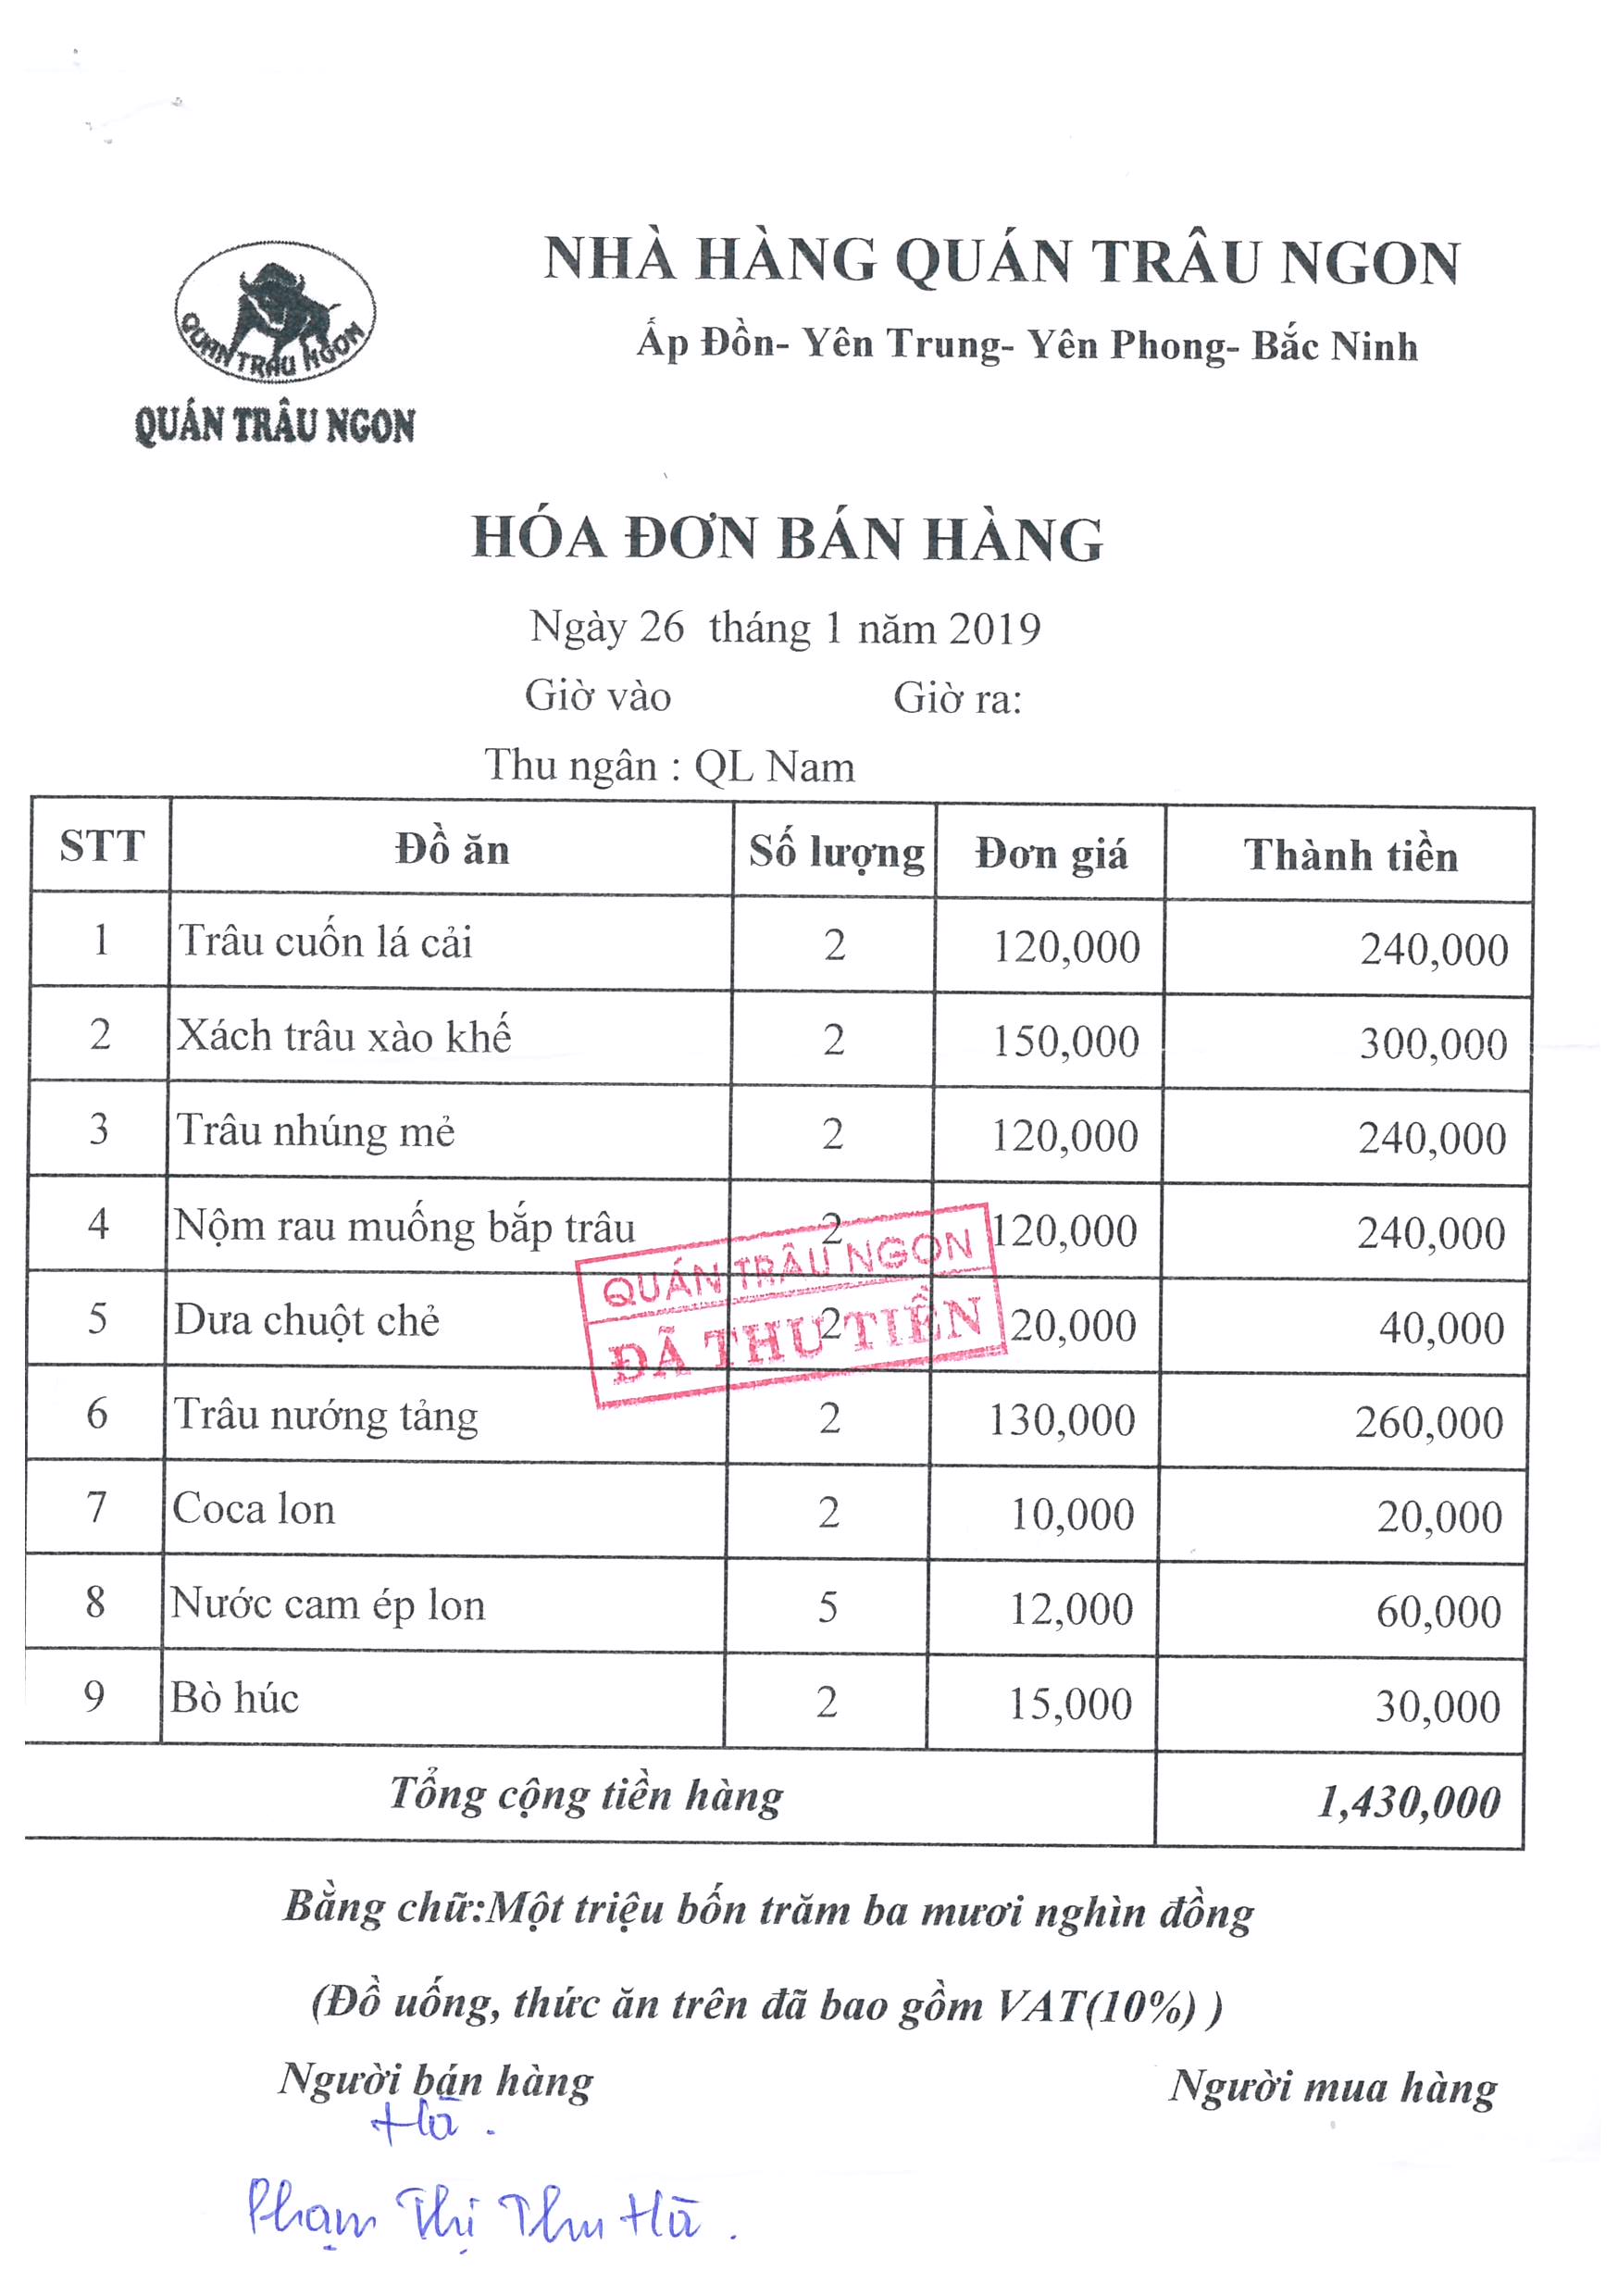 NHÀ HÀNG QUÁN TRÂU NGON
Ấp Đồn- Yên Trung- Yên Phong- Bắc Ninh
QUAN TRÂU NGON
QUÁN TRÂU NGON
HÓA ĐƠN BÁN HÀNG
Ngày 26 tháng 1 năm 2019
Giờ vào Giờ ra:
Thu ngân : QL Nam
STT Đồ ăn Số lượng Đơn giá Thành tiền
1 Trâu cuốn lá cải 2 120,000 240,000
2 Xách trâu xào khế 2 150,000 300,000
3 Trâu nhúng mẻ 2 120,000 240,000
4 Nộm rau muống bắp trâu 2 120,000 240,000
QUÁN TRÂU NGON
ĐÃ THU TIỀN
5 Dưa chuột chẻ 2 20,000 40,000
6 Trâu nướng tảng 2 130,000 260,000
7 Coca lon 2 10,000 20,000
8 Nước cam ép lon 5 12,000 60,000
9 Bò húc 2 15,000 30,000
Tổng cộng tiền hàng 1,430,000
Bằng chữ:Một triệu bốn trăm ba mươi nghìn đồng
(Đồ uống, thức ăn trên đã bao gồm VAT(10%) )
Người bán hàng Người mua hàng
Hà .
Phạm Thị Thu Hà .